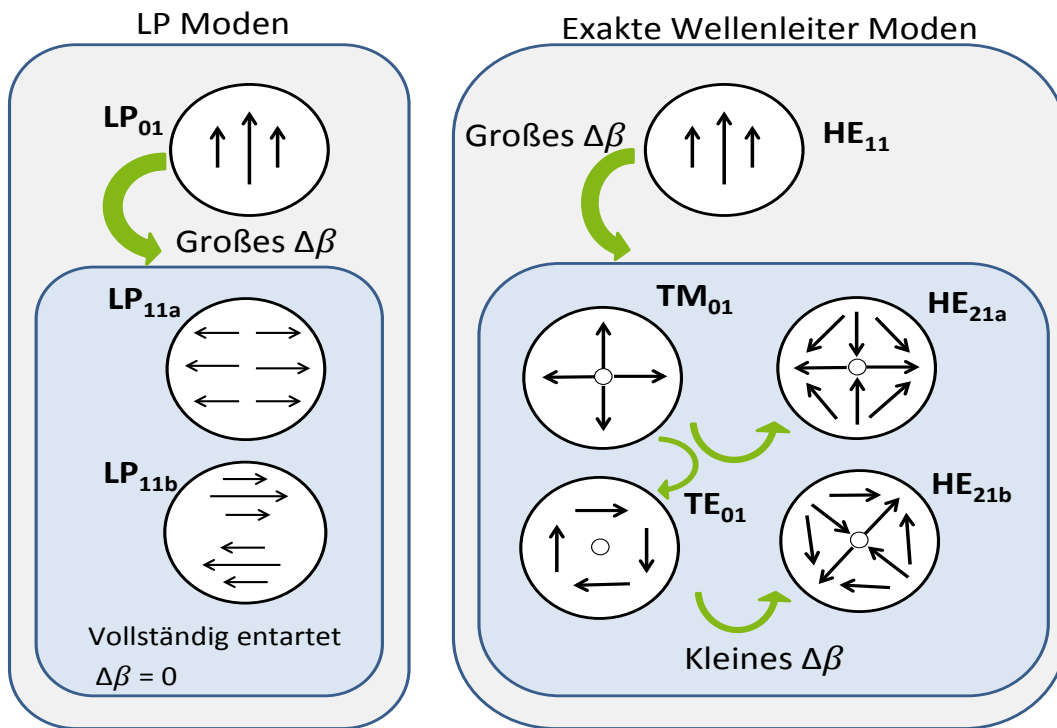 LP Moden
LP₀₁
Großes Δβ
LP₁₁ₐ
LP₁₁b
Vollständig entartet
Δβ = 0
Exakte Wellenleiter Moden
Großes Δβ
HE₁₁
TM₀₁
HE₂₁ₐ
TE₀₁
HE₂₁b
Kleines Δβ